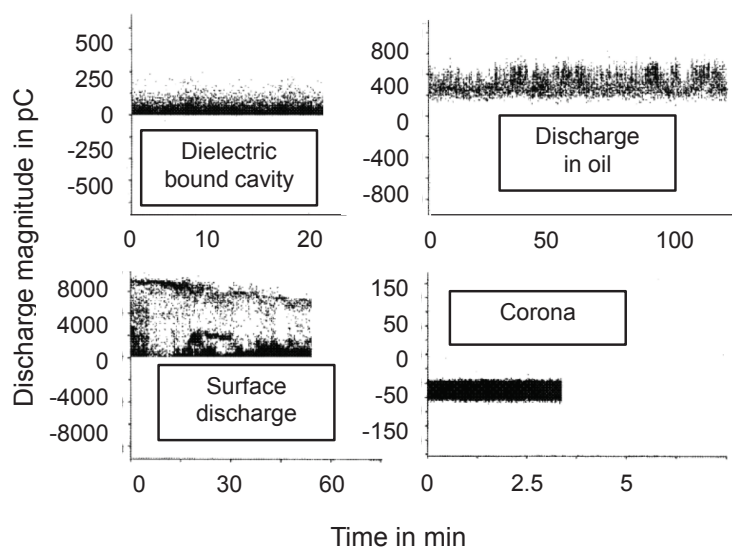 Discharge magnitude in pC
500
250
0
-250
-500
Dielectric
bound cavity
0 10 20
800
400
0
-400
-800
Discharge
in oil
0 50 100
8000
4000
0
-4000
-8000
Surface
discharge
0 30 60
150
50
0
-50
-150
Corona
0 2.5 5
Time in min